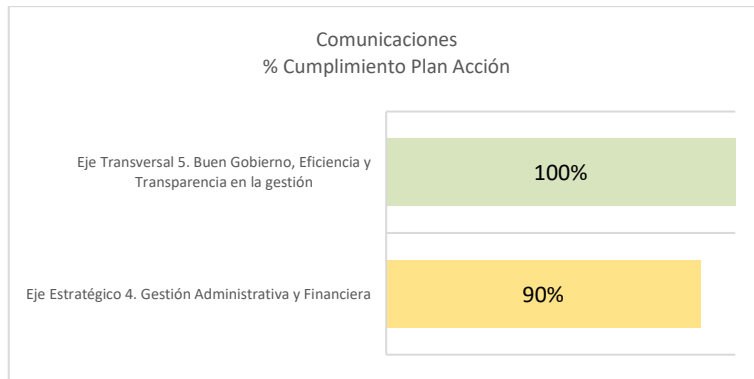 Comunicaciones
% Cumplimiento Plan Acción
Eje Transversal 5. Buen Gobierno, Eficiencia y
Transparencia en la gestión
100%
Eje Estratégico 4. Gestión Administrativa y Financiera
90%